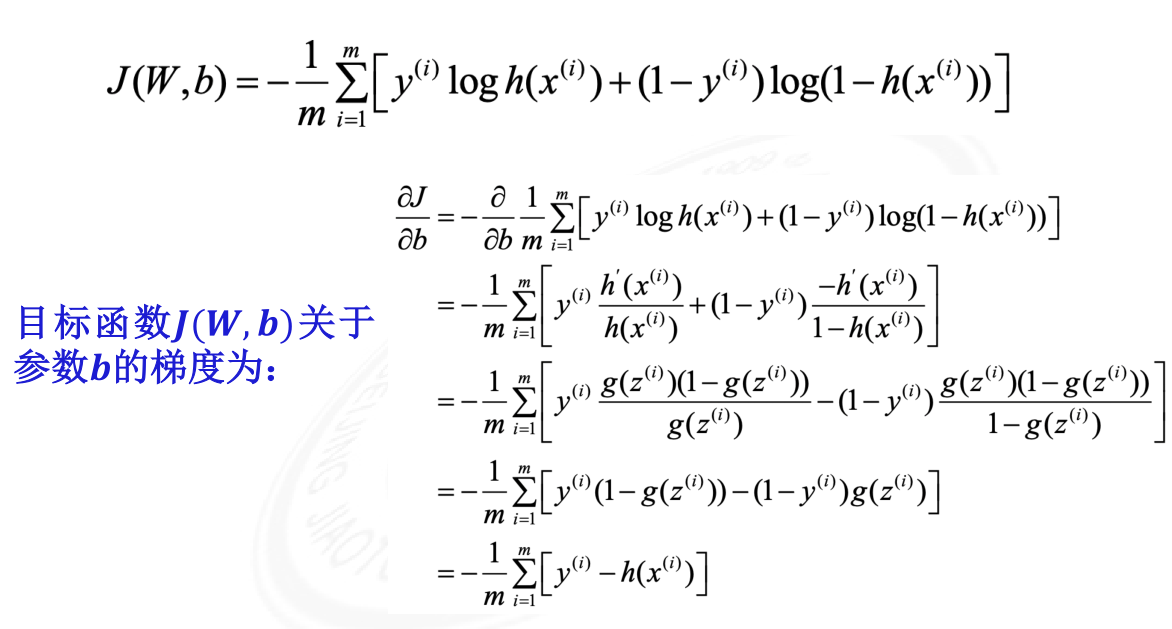 J(W,b) = -\frac{1}{m}\sum_{i=1}^{m}\left[y^{(i)}\log h(x^{(i)})+(1-y^{(i)})\log(1-h(x^{(i)}))\right]
\frac{\partial J}{\partial b} = -\frac{\partial}{\partial b}\frac{1}{m}\sum_{i=1}^{m}\left[y^{(i)}\log h(x^{(i)})+(1-y^{(i)})\log(1-h(x^{(i)}))\right]
= -\frac{1}{m}\sum_{i=1}^{m}\left[y^{(i)}\frac{h'(x^{(i)})}{h(x^{(i)})}+(1-y^{(i)})\frac{-h'(x^{(i)})}{1-h(x^{(i)})}\right]
目标函数J(W,b)关于
参数b的梯度为：
= -\frac{1}{m}\sum_{i=1}^{m}\left[y^{(i)}\frac{g(z^{(i)})(1-g(z^{(i)}))}{g(z^{(i)})}-(1-y^{(i)})\frac{g(z^{(i)})(1-g(z^{(i)}))}{1-g(z^{(i)})}\right]
= -\frac{1}{m}\sum_{i=1}^{m}\left[y^{(i)}(1-g(z^{(i)}))-(1-y^{(i)})g(z^{(i)})\right]
= -\frac{1}{m}\sum_{i=1}^{m}\left[y^{(i)}-h(x^{(i)})\right]